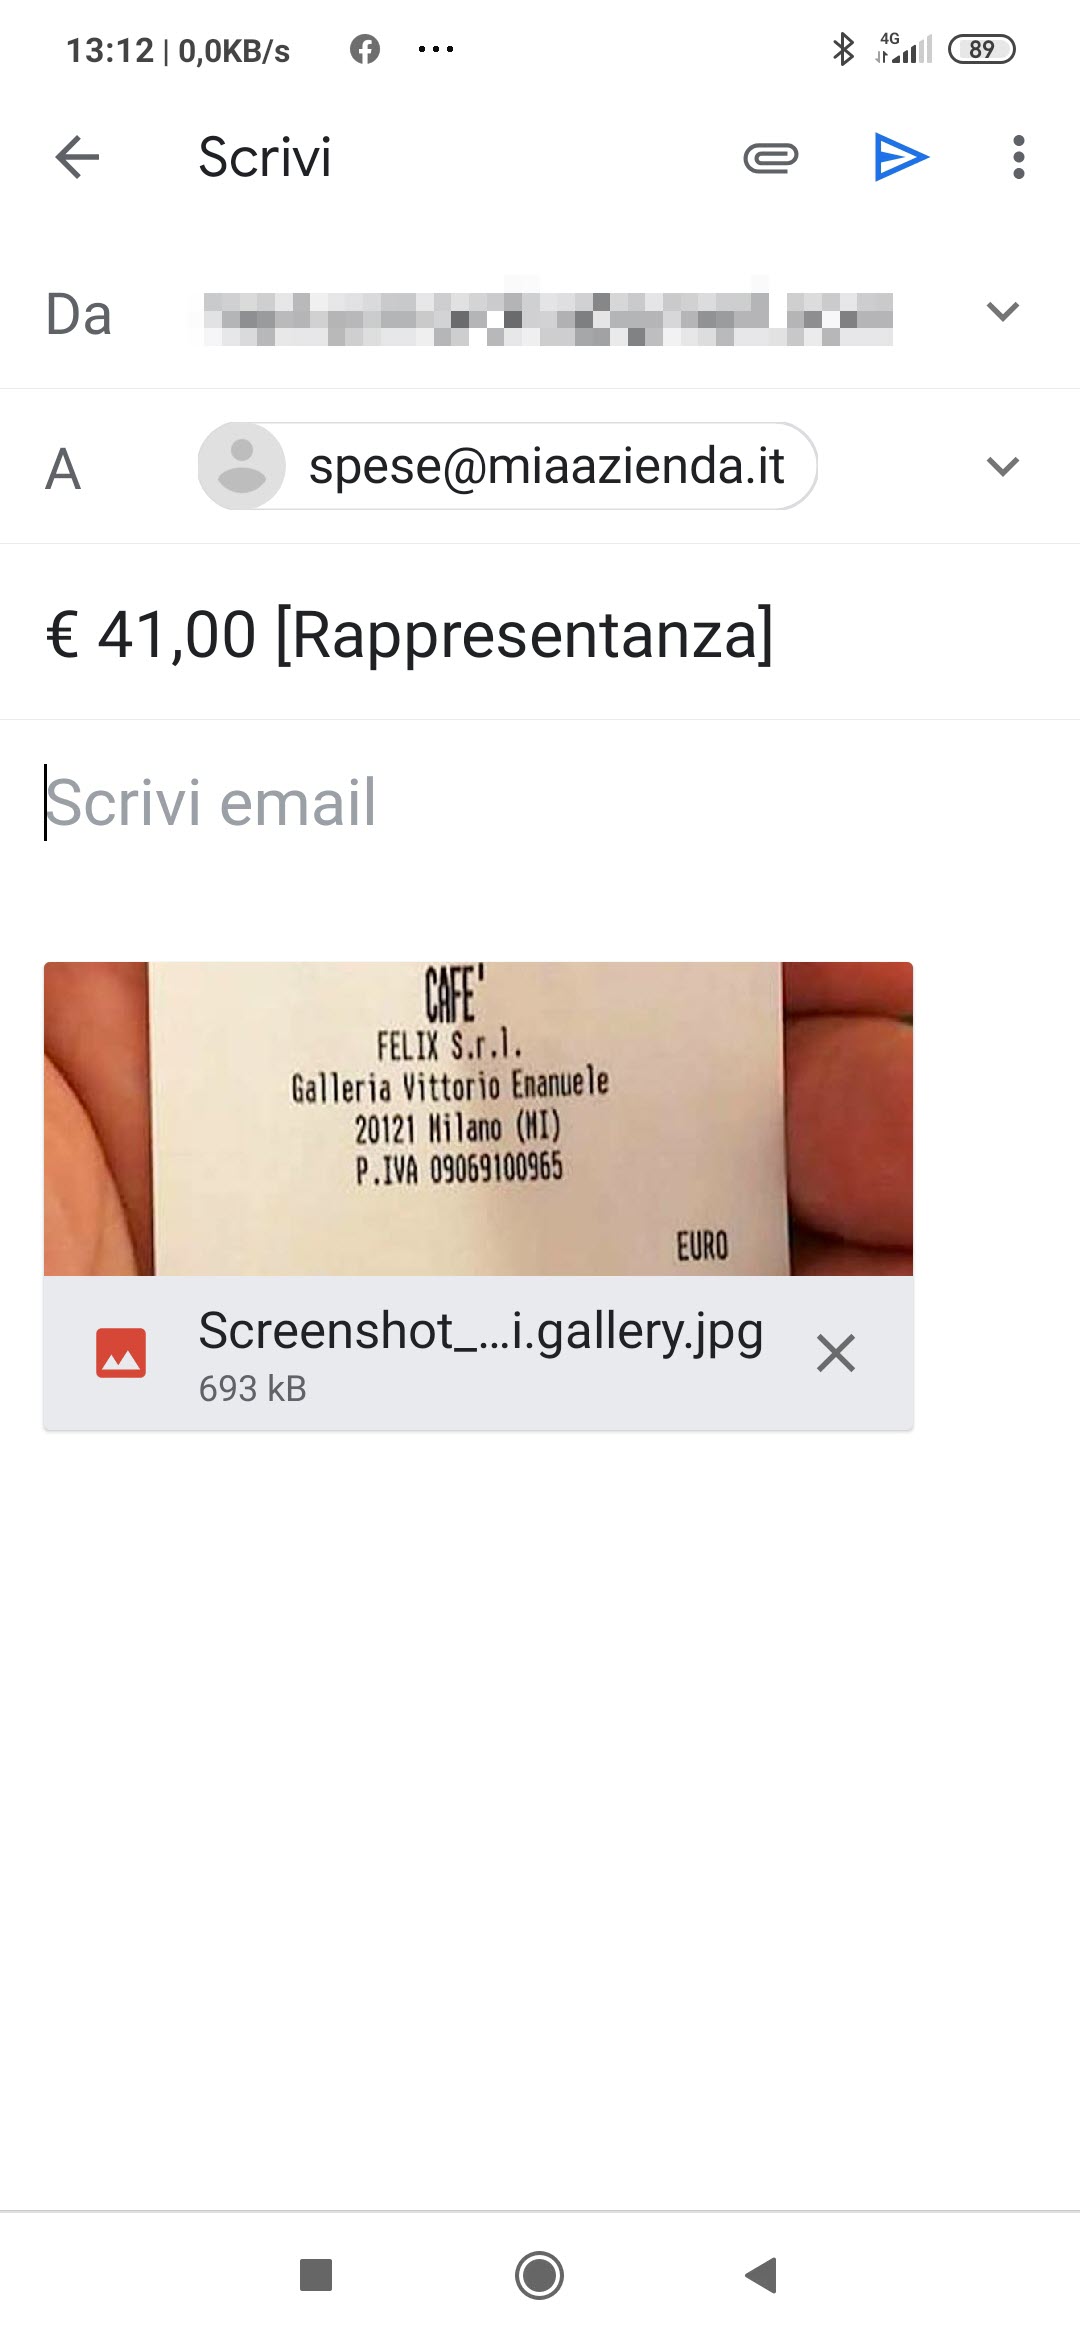 13:12 | 0,0KB/s
4G
89
Scrivi
Da
A
spese@miaazienda.it
€ 41,00 [Rappresentanza]
Scrivi email
CAFE'
FELIX S.r.l.
Galleria Vittorio Enanuele
20121 Milano (MI)
P.IVA 09069100965
EURO
Screenshot_...i.gallery.jpg
693 kB